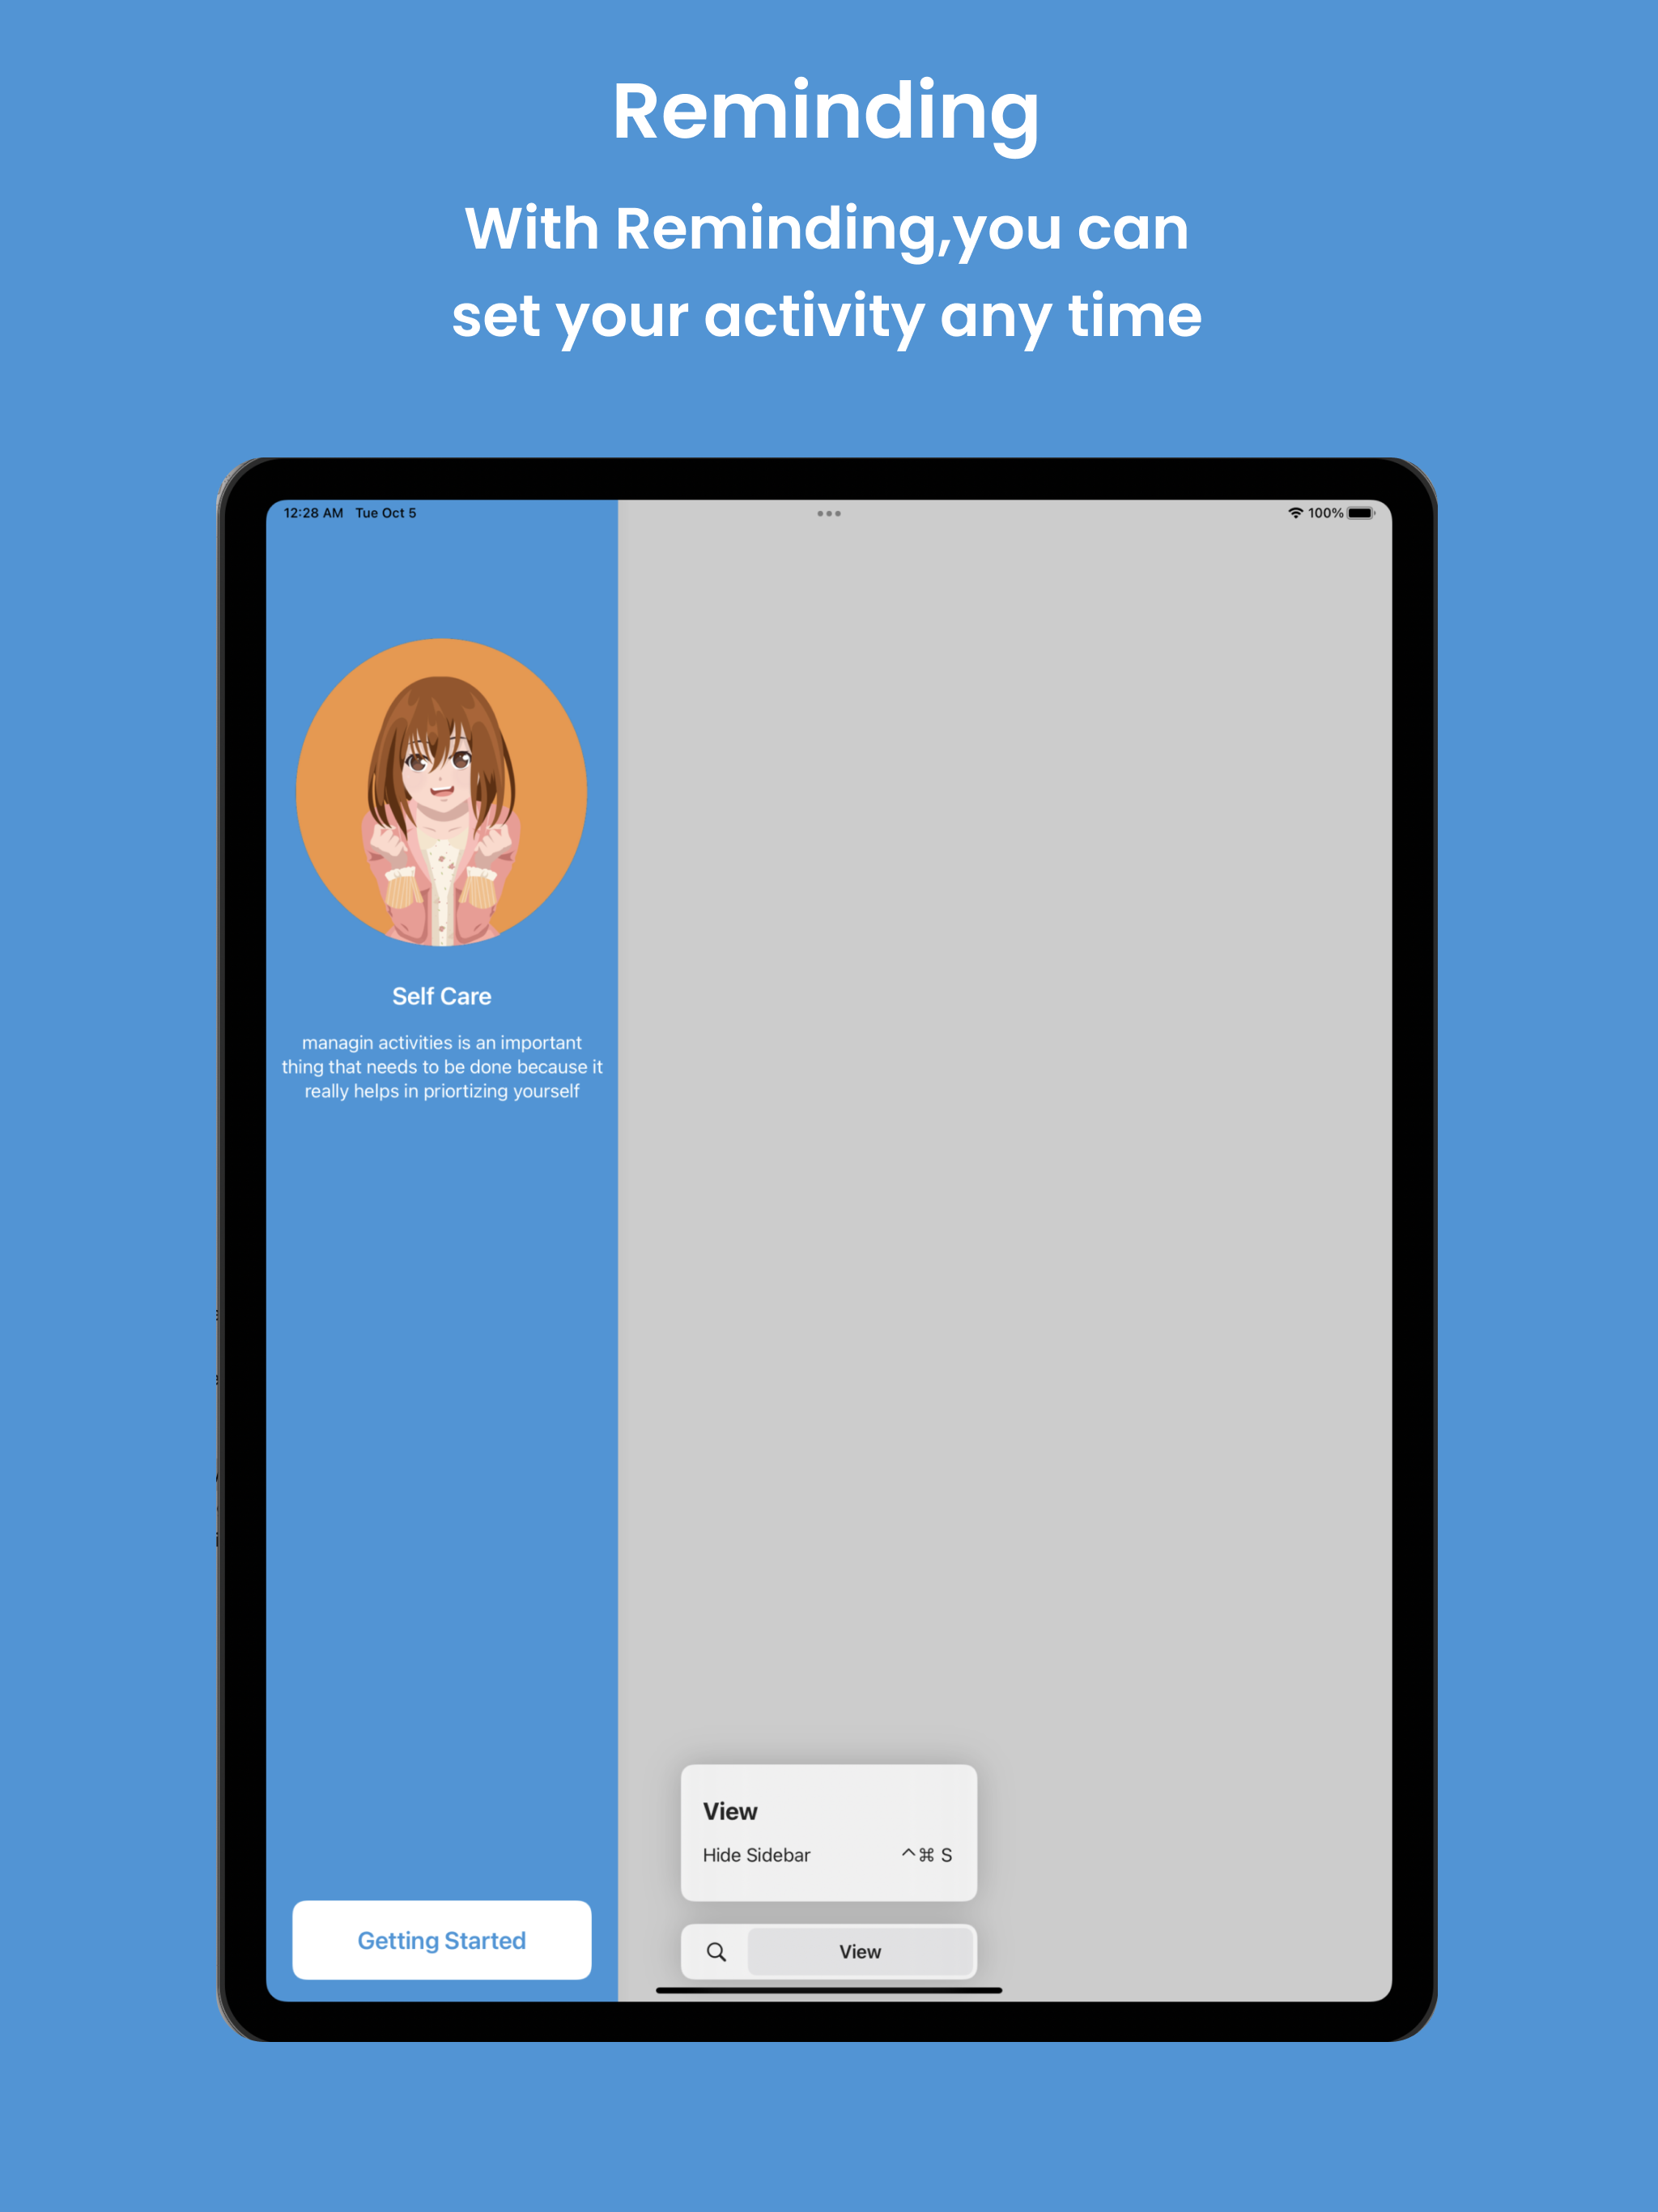 Reminding
With Reminding,you can
set your activity any time
12:28 AM Tue Oct 5
100%
Self Care
managin activities is an important
thing that needs to be done because it
really helps in priortizing yourself
View
Hide Sidebar ^⌘ S
Getting Started
View